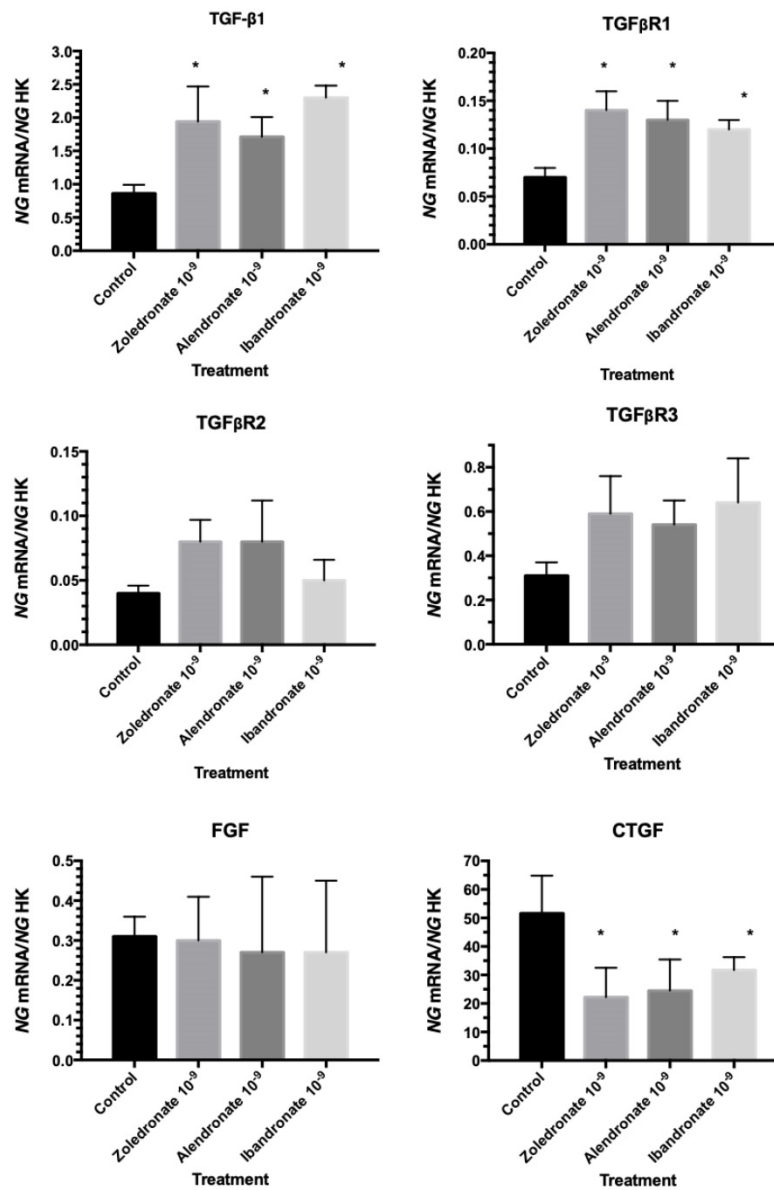 TGF-β1
NG mRNA/NG HK
3.0
2.5
2.0
1.5
1.0
0.5
0.0
*
*
*
Control
Zoledronate 10⁻⁹
Alendronate 10⁻⁹
Ibandronate 10⁻⁹
Treatment
TGFβR1
NG mRNA/NG HK
0.20
0.15
0.10
0.05
0.00
*
*
*
Control
Zoledronate 10⁻⁹
Alendronate 10⁻⁹
Ibandronate 10⁻⁹
Treatment
TGFβR2
NG mRNA/NG HK
0.15
0.10
0.05
0.00
Control
Zoledronate 10⁻⁹
Alendronate 10⁻⁹
Ibandronate 10⁻⁹
Treatment
TGFβR3
NG mRNA/NG HK
0.8
0.6
0.4
0.2
0.0
Control
Zoledronate 10⁻⁹
Alendronate 10⁻⁹
Ibandronate 10⁻⁹
Treatment
FGF
NG mRNA/NG HK
0.5
0.4
0.3
0.2
0.1
0.0
Control
Zoledronate 10⁻⁹
Alendronate 10⁻⁹
Ibandronate 10⁻⁹
Treatment
CTGF
NG mRNA/NG HK
70
60
50
40
30
20
10
0
*
*
*
Control
Zoledronate 10⁻⁹
Alendronate 10⁻⁹
Ibandronate 10⁻⁹
Treatment